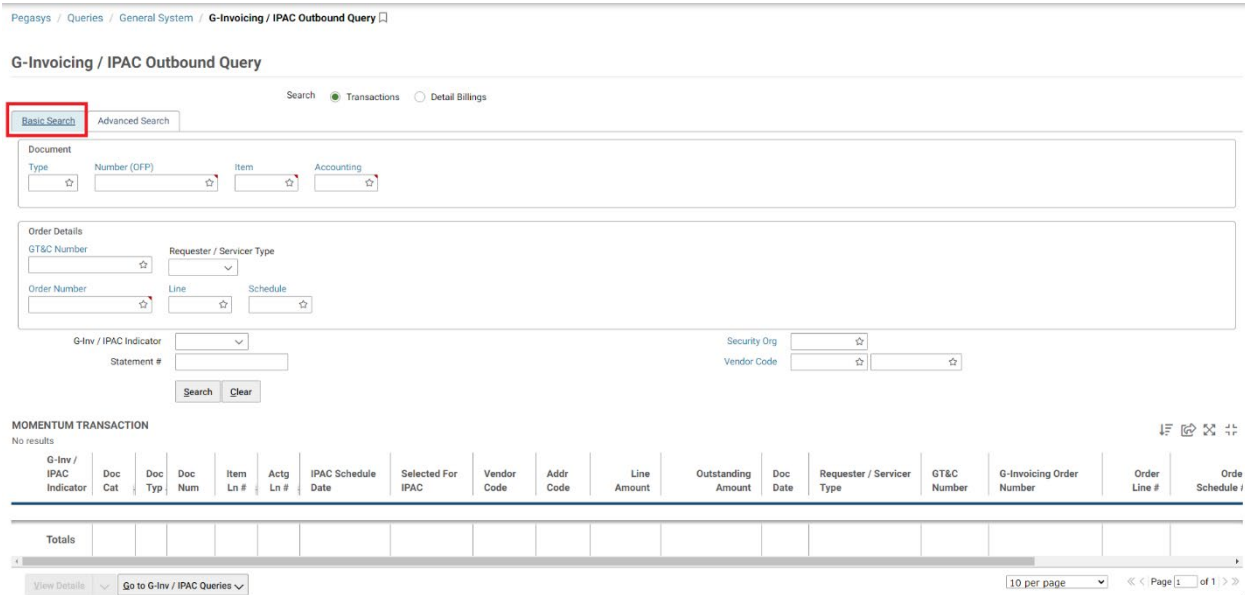 Pegasys / Queries / General System / G-Invoicing / IPAC Outbound Query
G-Invoicing / IPAC Outbound Query
Search Transactions Detail Billings
Basic Search Advanced Search
Document
Type Number (OFP) Item Accounting
Order Details
GT&C Number Requester / Servicer Type
Order Number Line Schedule
G-Inv / IPAC Indicator Security Org
Statement # Vendor Code
Search Clear
MOMENTUM TRANSACTION
No results
G-Inv / IPAC Indicator Doc Cat Doc Typ Doc Num Item Ln # Actg Ln # IPAC Schedule Date Selected For IPAC Vendor Code Addr Code Line Amount Outstanding Amount Doc Date Requester / Servicer Type GT&C Number G-Invoicing Order Number Order Line # Orde Schedule #
Totals
View Details Go to G-Inv / IPAC Queries 10 per page Page 1 of 1